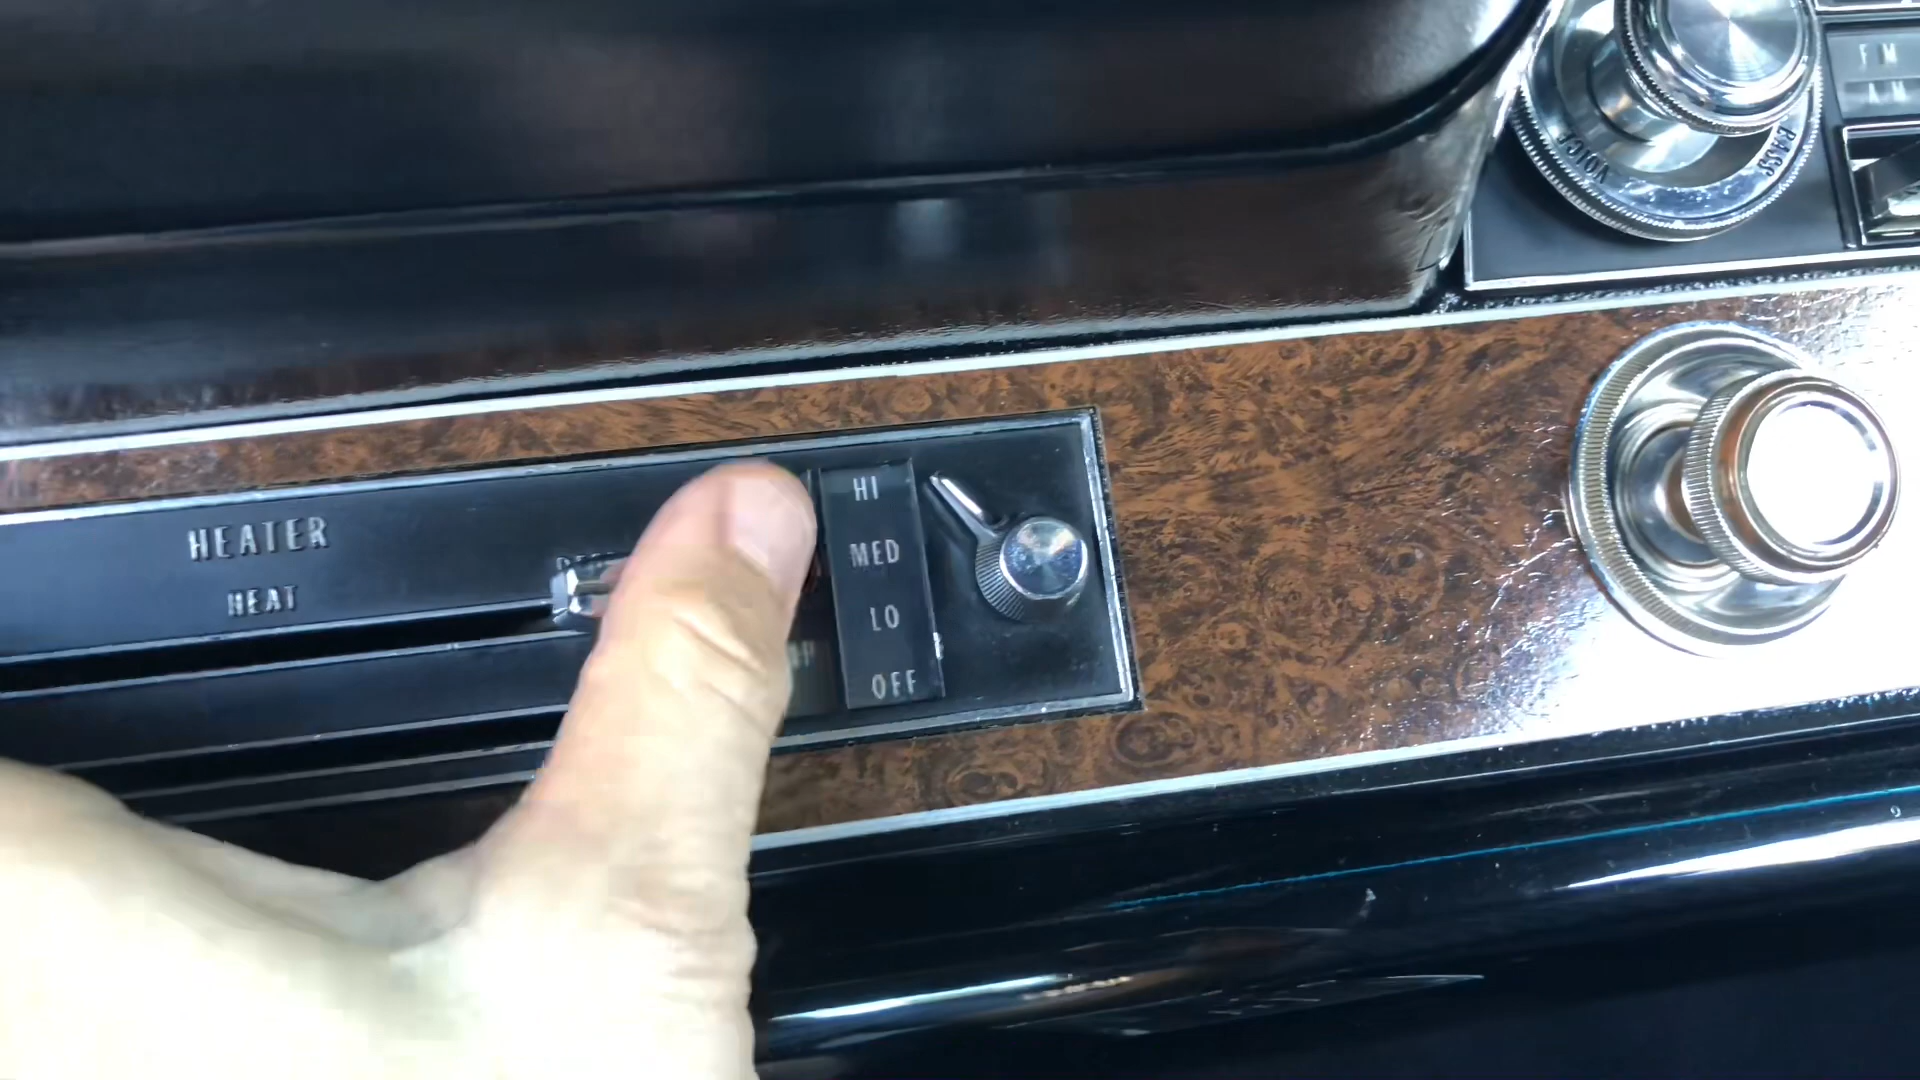 FM
AM
VOICE
BASS
HEATER
HEAT
HI
MED
LO
OFF